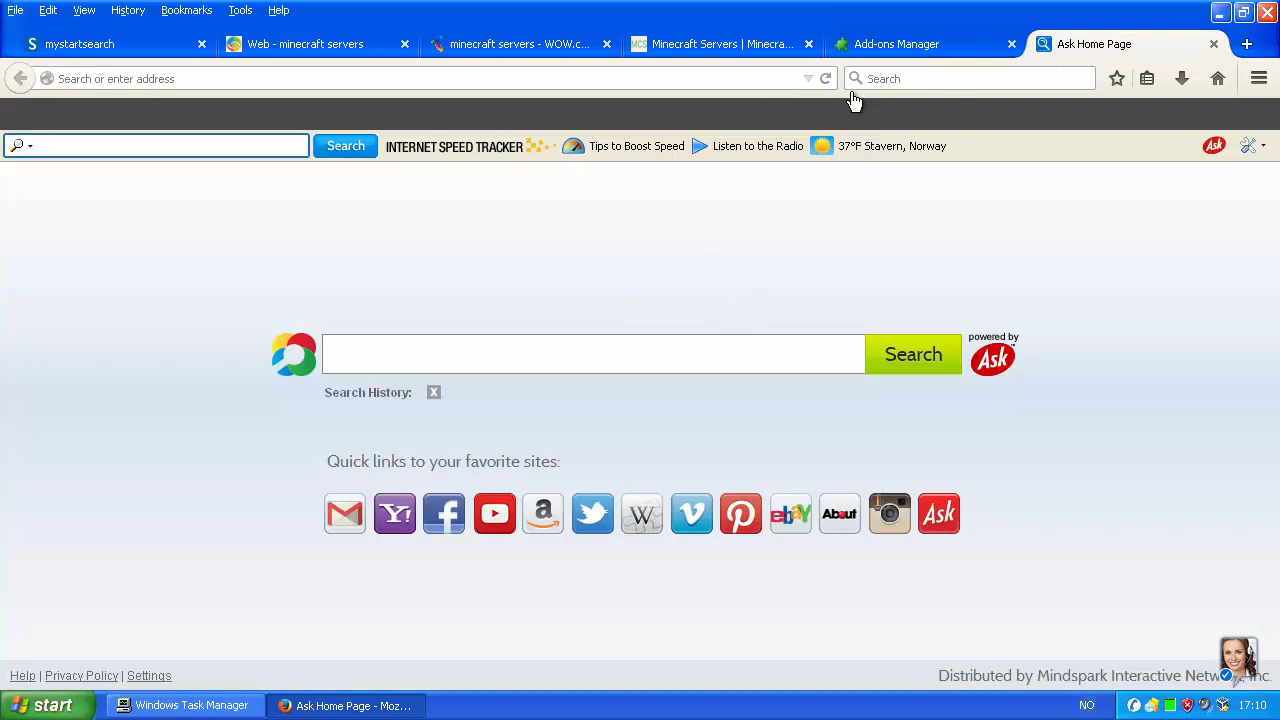 File Edit View History Bookmarks Tools Help
S mystartsearch Web - minecraft servers minecraft servers - WOW.c... MCS Minecraft Servers | Minecra... Add-ons Manager Ask Home Page
Search or enter address Search
Search INTERNET SPEED TRACKER Tips to Boost Speed Listen to the Radio 37°F Stavern, Norway Ask
powered by
Search Ask
Search History: X
Quick links to your favorite sites:
Y! f a W v p ebay About Ask
Help | Privacy Policy | Settings Distributed by Mindspark Interactive Netw inc.
start Windows Task Manager Ask Home Page - Moz... NO 17:10